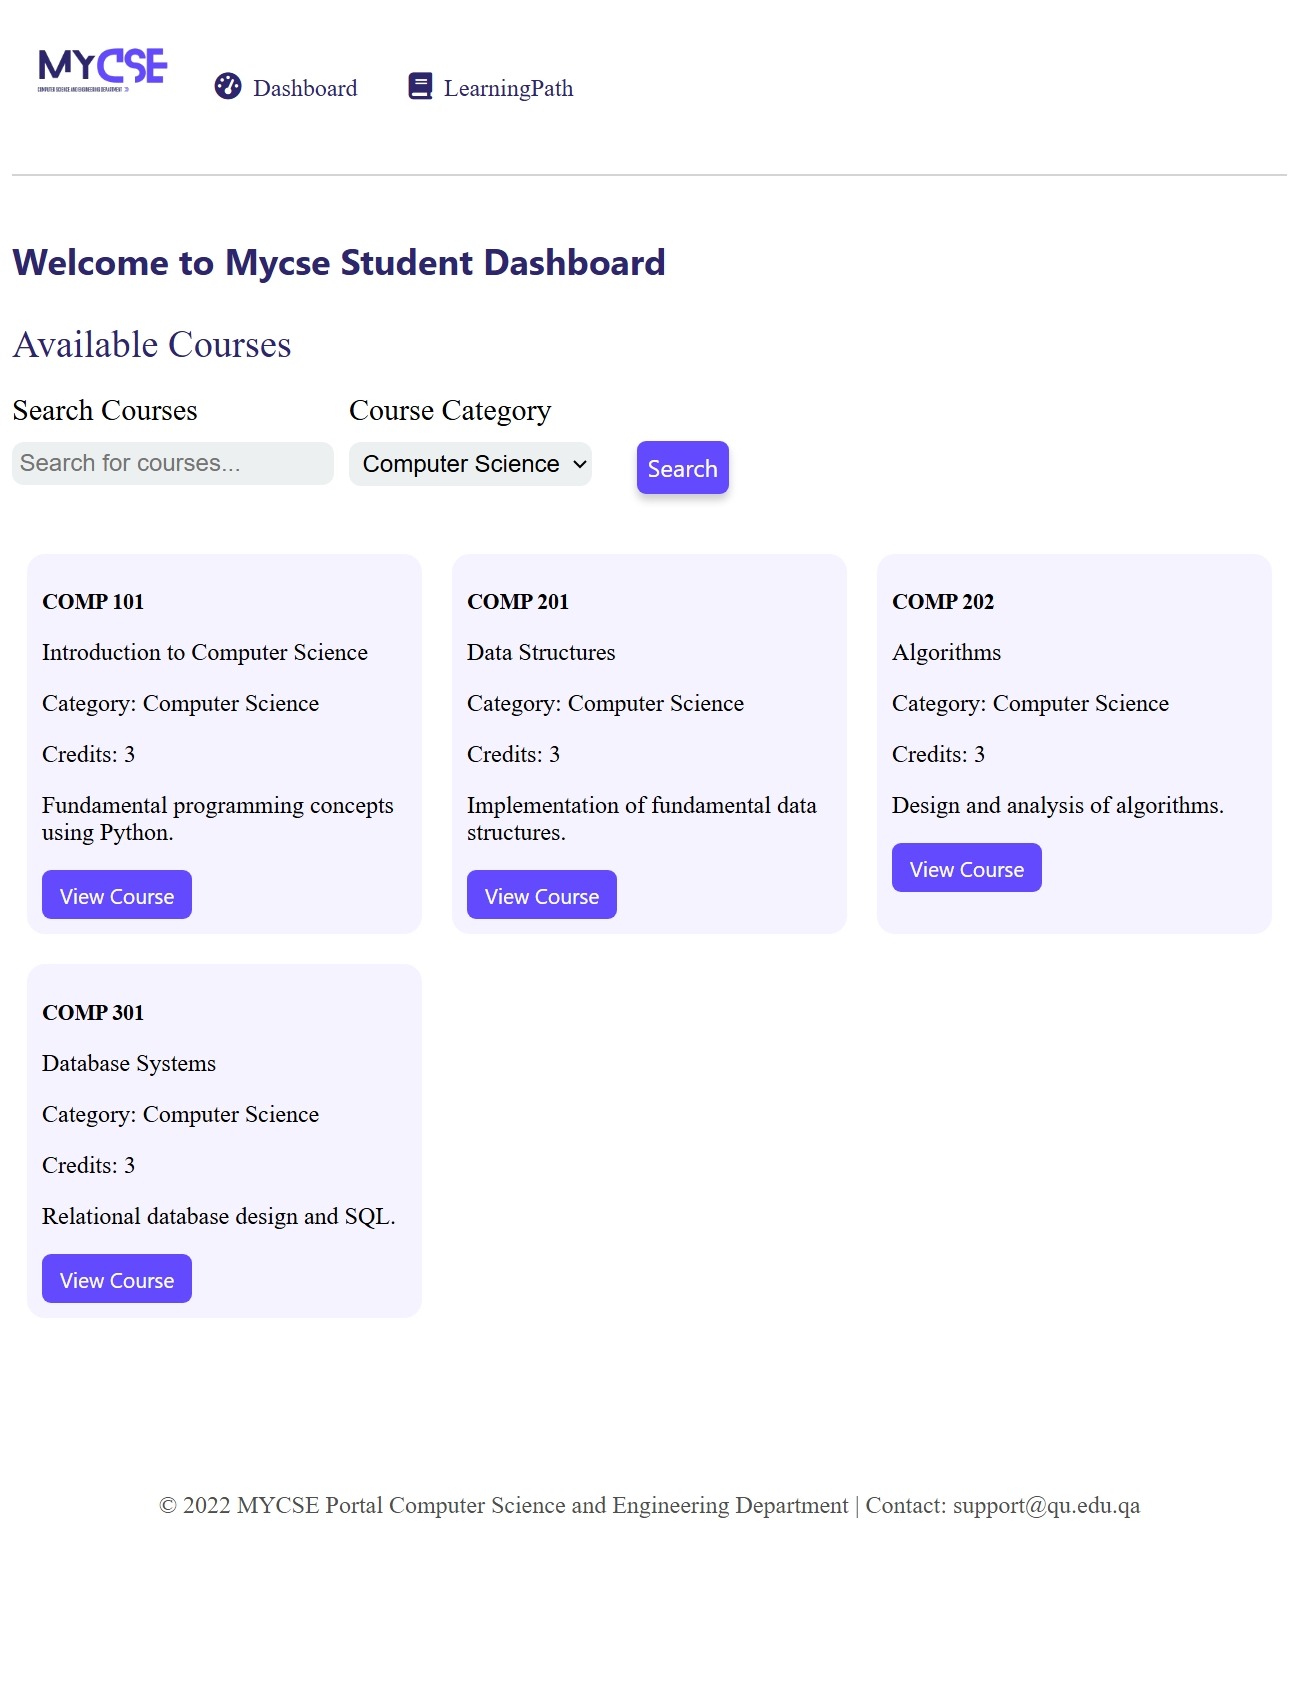 MYCSE
COMPUTER SCIENCE AND ENGINEERING DEPARTMENT
Dashboard
LearningPath
Welcome to Mycse Student Dashboard
Available Courses
Search Courses
Course Category
Search for courses...
Computer Science
Search
COMP 101
Introduction to Computer Science
Category: Computer Science
Credits: 3
Fundamental programming concepts
using Python.
View Course
COMP 201
Data Structures
Category: Computer Science
Credits: 3
Implementation of fundamental data
structures.
View Course
COMP 202
Algorithms
Category: Computer Science
Credits: 3
Design and analysis of algorithms.
View Course
COMP 301
Database Systems
Category: Computer Science
Credits: 3
Relational database design and SQL.
View Course
© 2022 MYCSE Portal Computer Science and Engineering Department | Contact: support@qu.edu.qa